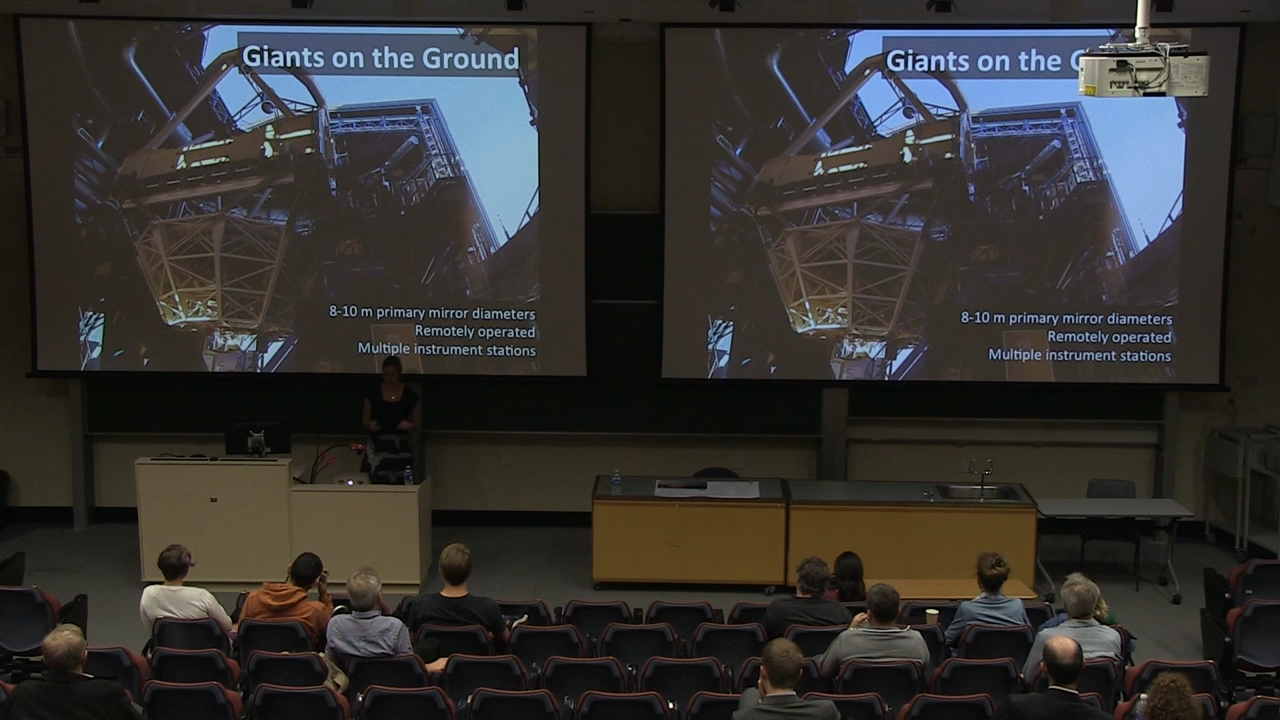 Giants on the Ground
8-10 m primary mirror diameters
Remotely operated
Multiple instrument stations
Giants on the G
8-10 m primary mirror diameters
Remotely operated
Multiple instrument stations